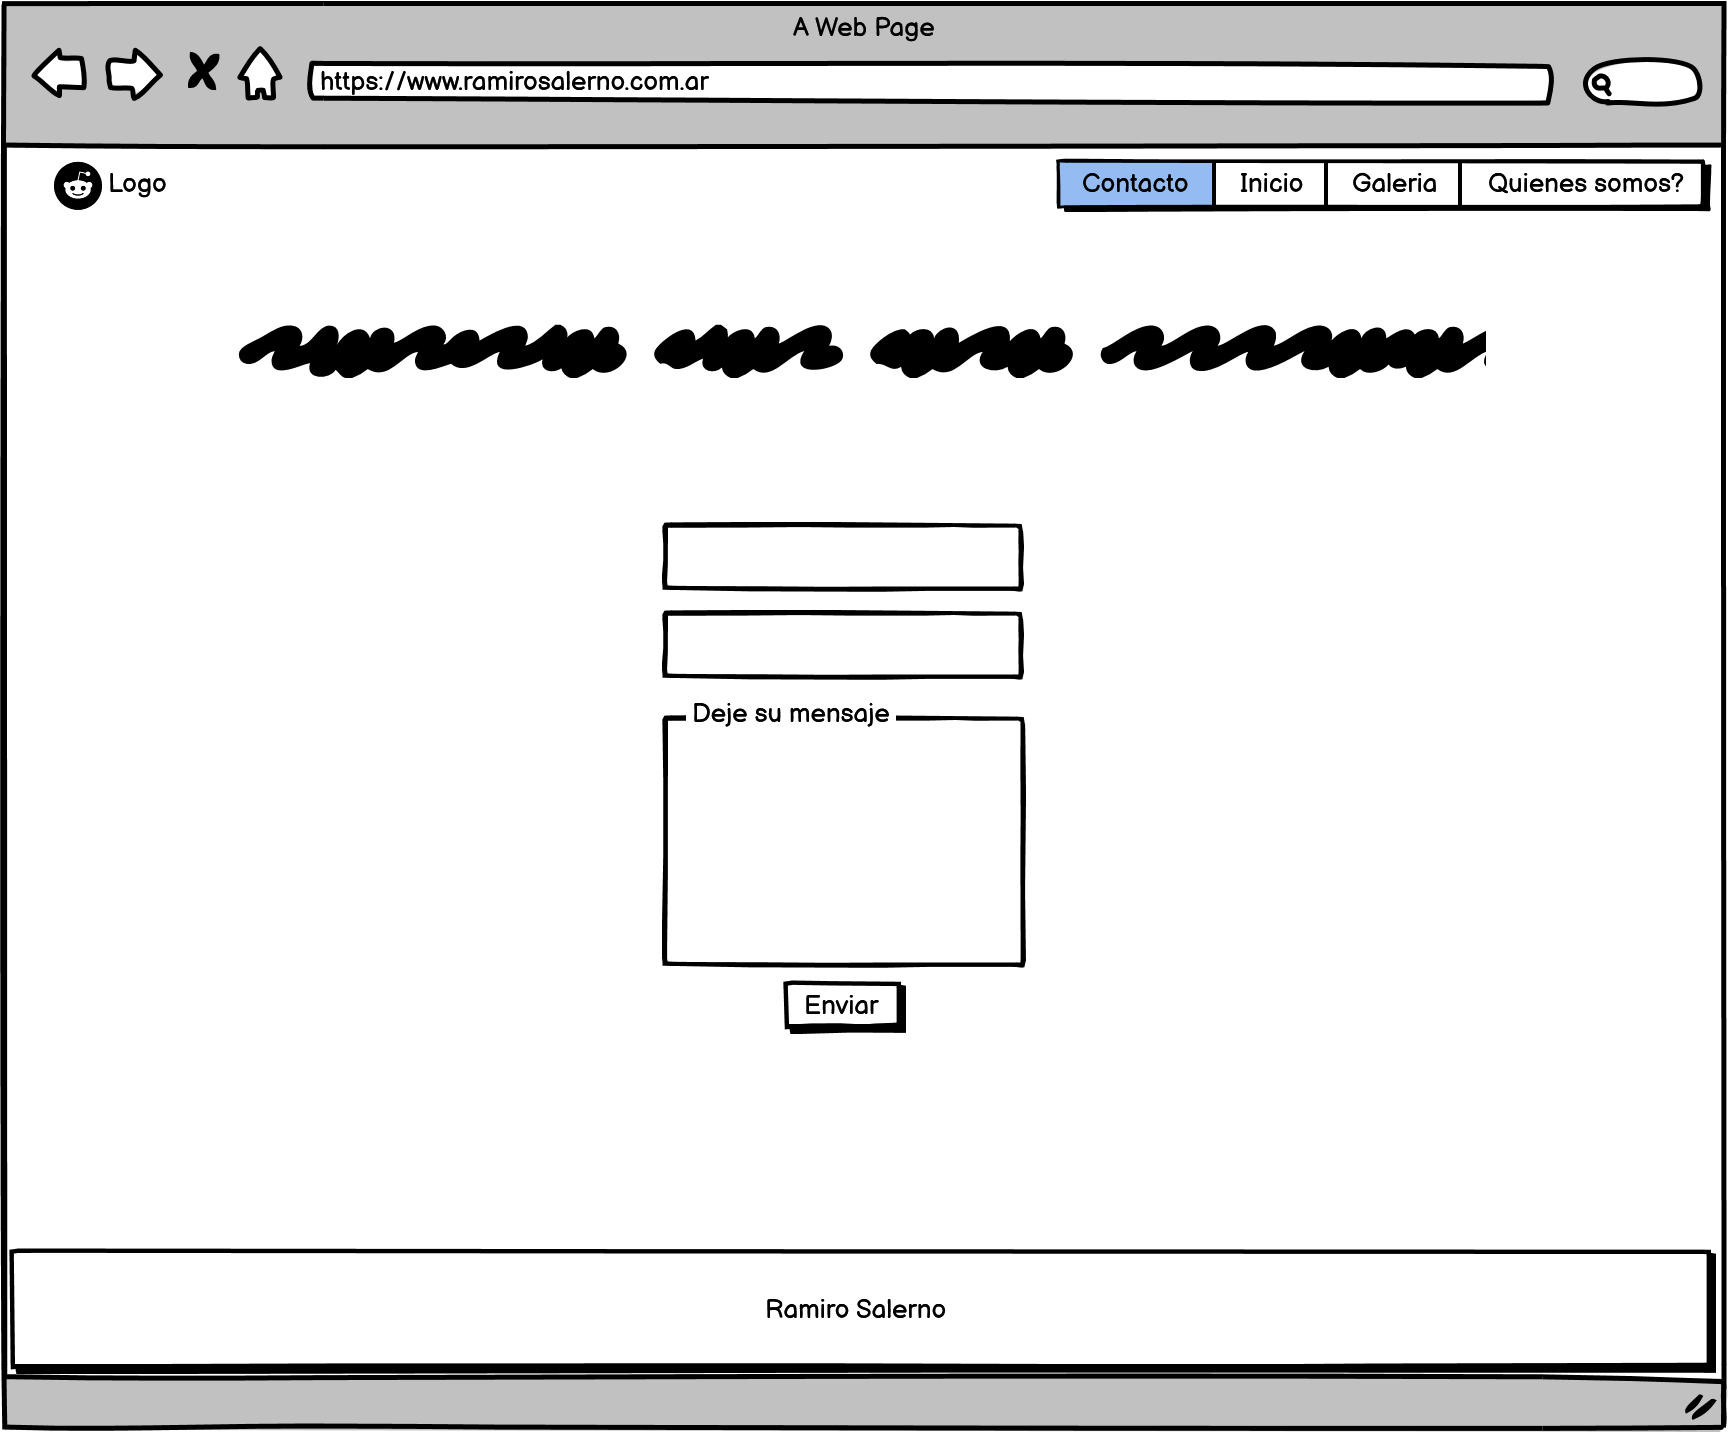 A Web Page
https://www.ramirosalerno.com.ar
Logo
Contacto Inicio Galeria Quienes somos?
Deje su mensaje
Enviar
Ramiro Salerno